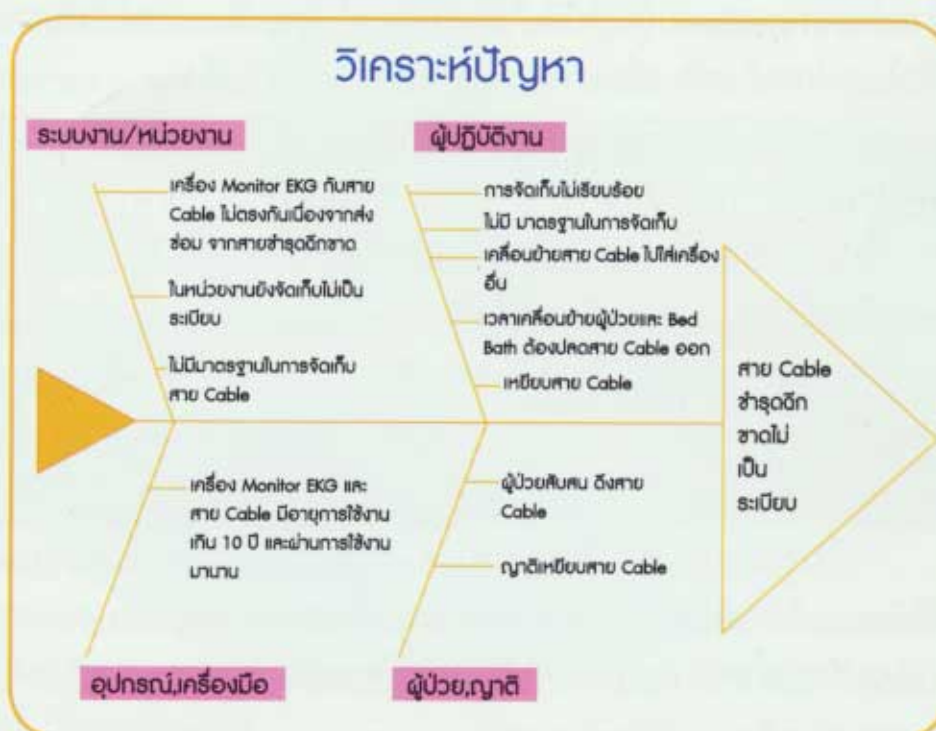 วิเคราะห์ปัญหา
ระบบงาน/หน่วยงาน
เครื่อง Monitor EKG กับสาย
Cable ไม่ตรงกันเนื่องจากส่ง
ซ่อม จากสายชำรุดฉีกขาด
ในหน่วยงานยังจัดเก็บไม่เป็น
ระเบียบ
ไม่มีมาตรฐานในการจัดเก็บ
สาย Cable
ผู้ปฏิบัติงาน
การจัดเก็บไม่เรียบร้อย
ไม่มี มาตรฐานในการจัดเก็บ
เคลื่อนย้ายสาย Cable ไปใส่เครื่อง
อื่น
เวลาเคลื่อนย้ายผู้ป่วยและ Bed
Bath ต้องปลดสาย Cable ออก
เหยียบสาย Cable
สาย Cable
ชำรุดฉีก
ขาดไม่
เป็น
ระเบียบ
เครื่อง Monitor EKG และ
สาย Cable มีอายุการใช้งาน
เกิน 10 ปี และผ่านการใช้งาน
มานาน
อุปกรณ์,เครื่องมือ
ผู้ป่วยสับสน ดึงสาย
Cable
ญาติเหยียบสาย Cable
ผู้ป่วย,ญาติ